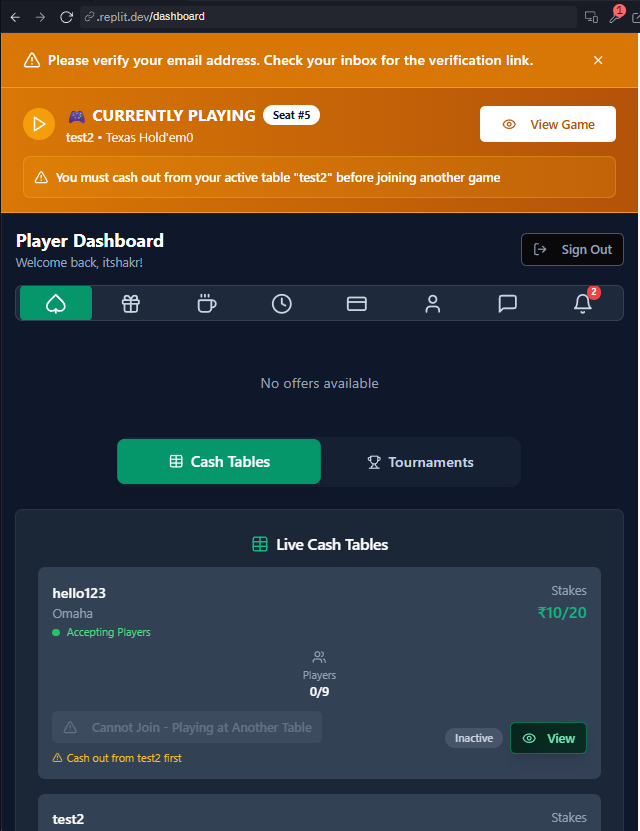 .replit.dev/dashboard
1
Please verify your email address. Check your inbox for the verification link.
CURRENTLY PLAYING Seat #5
test2 • Texas Hold'em0
View Game
You must cash out from your active table "test2" before joining another game
Player Dashboard
Welcome back, itshakr!
Sign Out
2
No offers available
Cash Tables
Tournaments
Live Cash Tables
hello123
Stakes
Omaha
₹10/20
Accepting Players
Players
0/9
Cannot Join - Playing at Another Table
Inactive
View
Cash out from test2 first
test2
Stakes